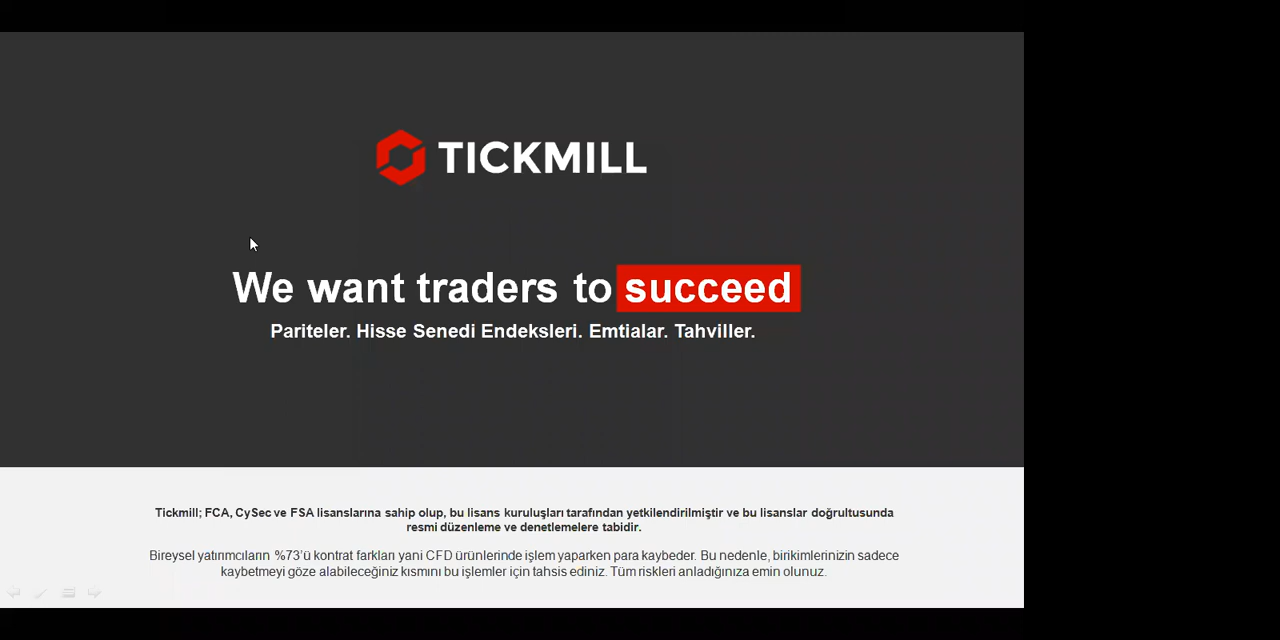 TICKMILL
We want traders to succeed
Pariteler. Hisse Senedi Endeksleri. Emtialar. Tahviller.
Tickmill; FCA, CySec ve FSA lisanslarına sahip olup, bu lisans kuruluşları tarafından yetkilendirilmiştir ve bu lisanslar doğrultusunda
resmi düzenleme ve denetlemelere tabidir.
Bireysel yatırımcıların %73'ü kontrat farkları yani CFD ürünlerinde işlem yaparken para kaybeder. Bu nedenle, birikimlerinizin sadece
kaybetmeyi göze alabileceğiniz kısmını bu işlemler için tahsis ediniz. Tüm riskleri anladığınıza emin olunuz.